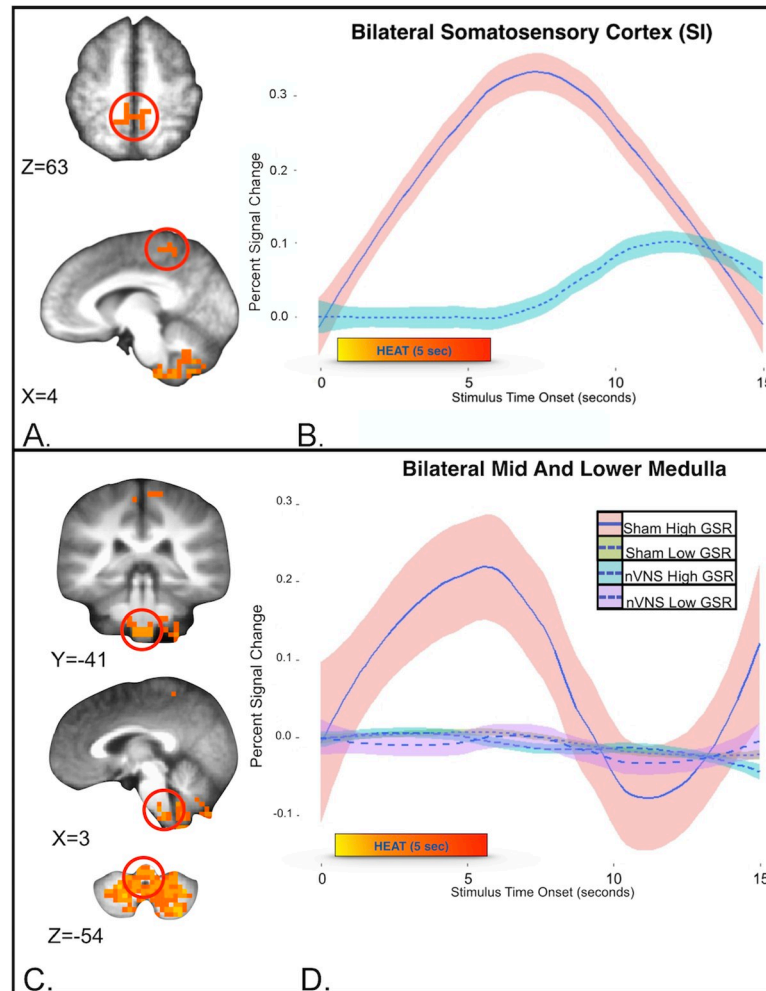 Bilateral Somatosensory Cortex (SI)
Z=63
X=4
A.
Percent Signal Change
0.3
0.2
0.1
0.0
HEAT (5 sec)
0
5
10
15
Stimulus Time Onset (seconds)
B.
Bilateral Mid And Lower Medulla
Y=-41
X=3
Z=-54
C.
Percent Signal Change
0.3
0.2
0.1
0.0
-0.1
Sham High GSR
Sham Low GSR
nVNS High GSR
nVNS Low GSR
HEAT (5 sec)
0
5
10
15
Stimulus Time Onset (seconds)
D.